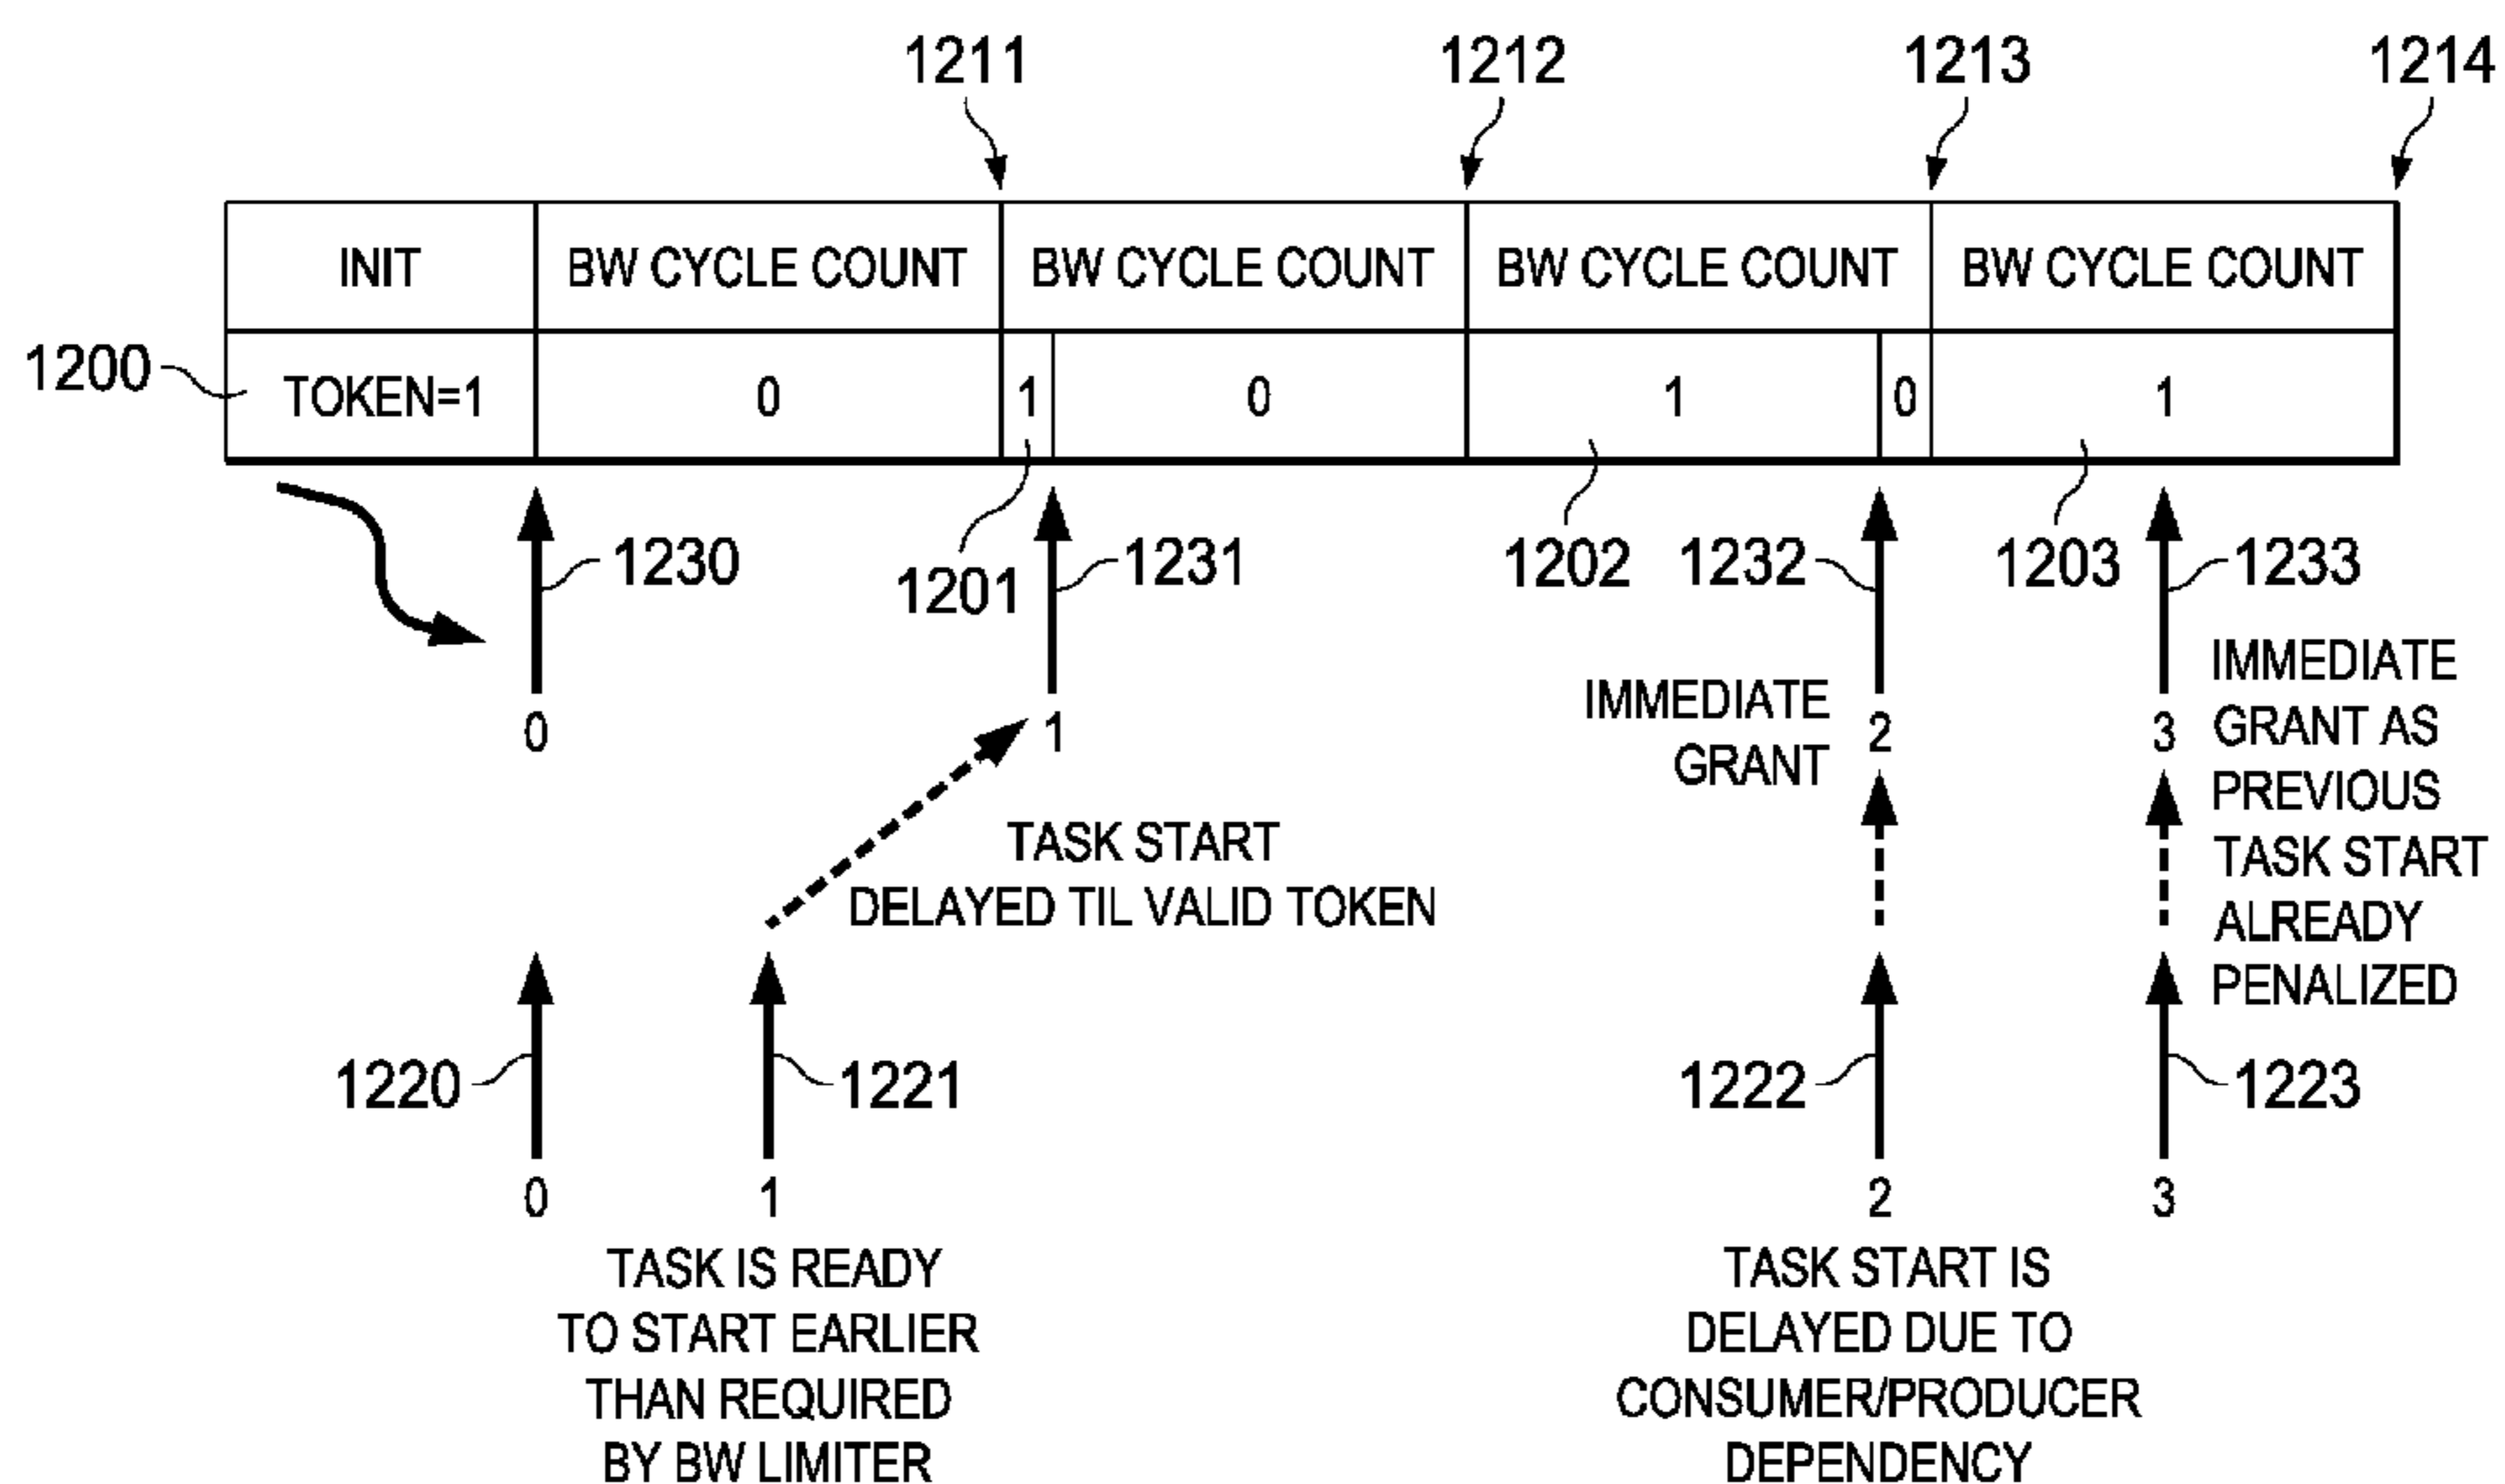 1211 1212 1213 1214
INIT BW CYCLE COUNT BW CYCLE COUNT BW CYCLE COUNT BW CYCLE COUNT
1200 TOKEN=1 0 1 0 1 0 1
1230 1201 1231 1202 1232 1203 1233
0 1 2 3
IMMEDIATE
GRANT
IMMEDIATE
GRANT AS
PREVIOUS
TASK START
ALREADY
PENALIZED
TASK START
DELAYED TIL VALID TOKEN
1220 1221 1222 1223
0 1 2 3
TASK IS READY
TO START EARLIER
THAN REQUIRED
BY BW LIMITER
TASK START IS
DELAYED DUE TO
CONSUMER/PRODUCER
DEPENDENCY